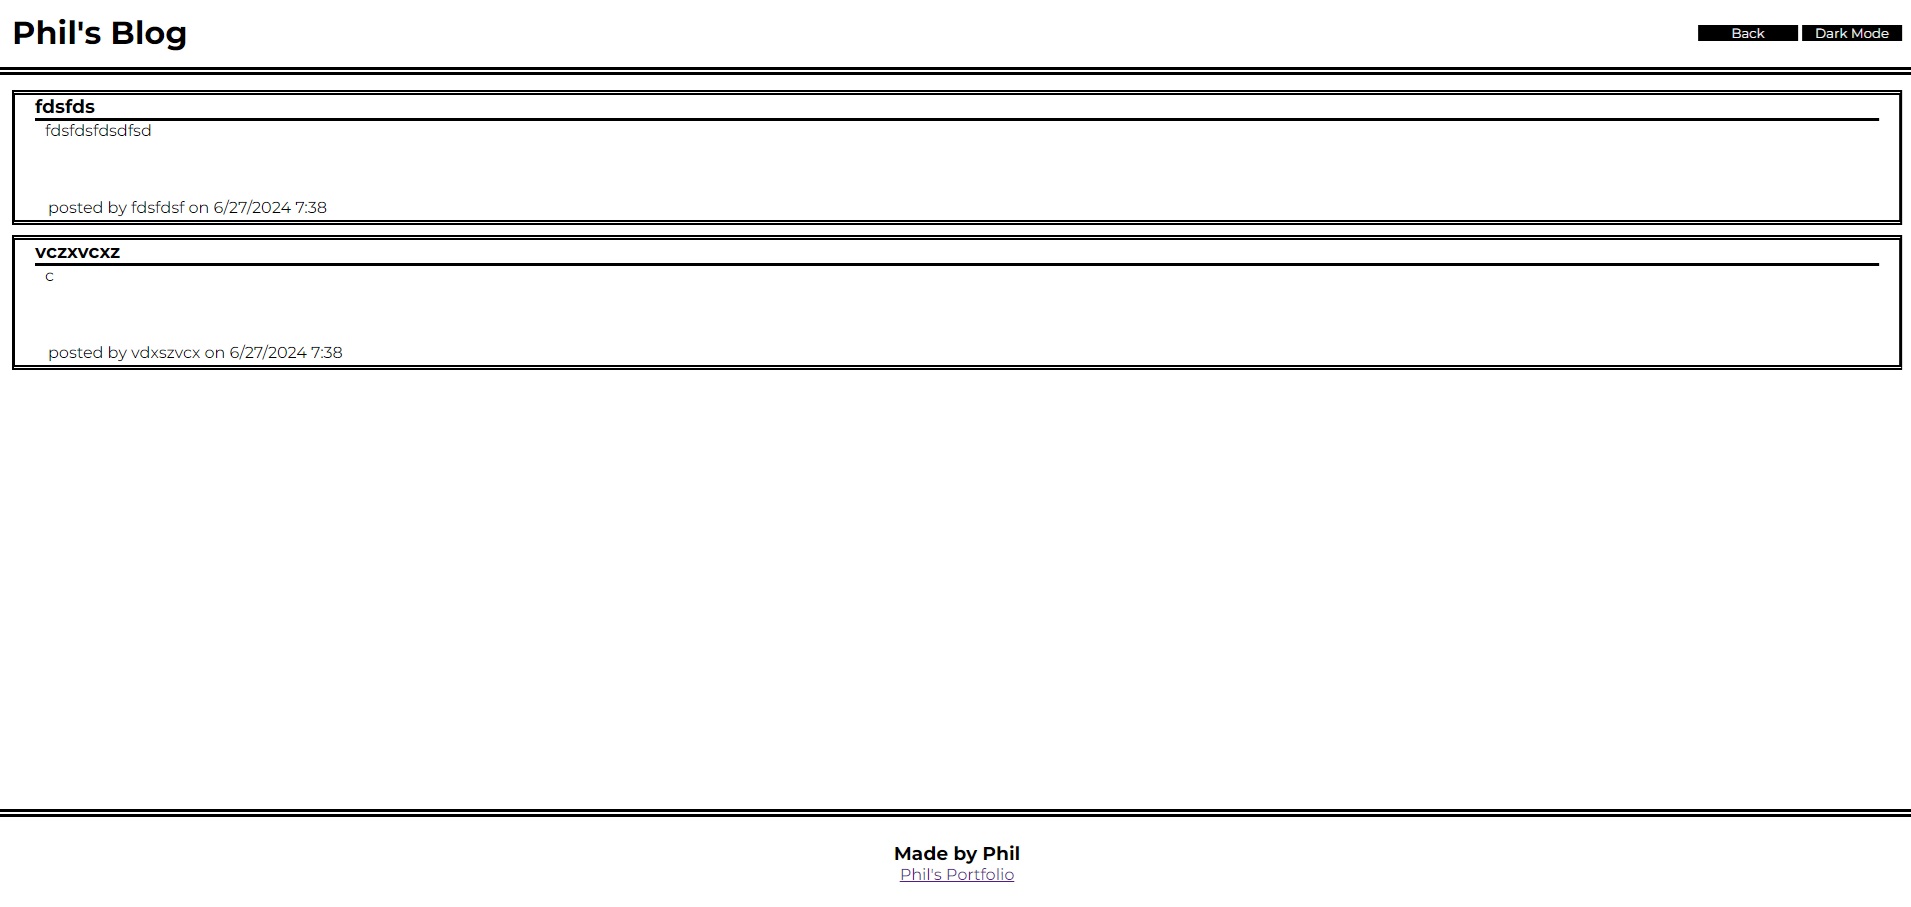 Phil's Blog
Back Dark Mode
fdsfds
fdsfdsfdsdfsd
posted by fdsfdsf on 6/27/2024 7:38
vczxvcxz
c
posted by vdxszvcx on 6/27/2024 7:38
Made by Phil
Phil's Portfolio